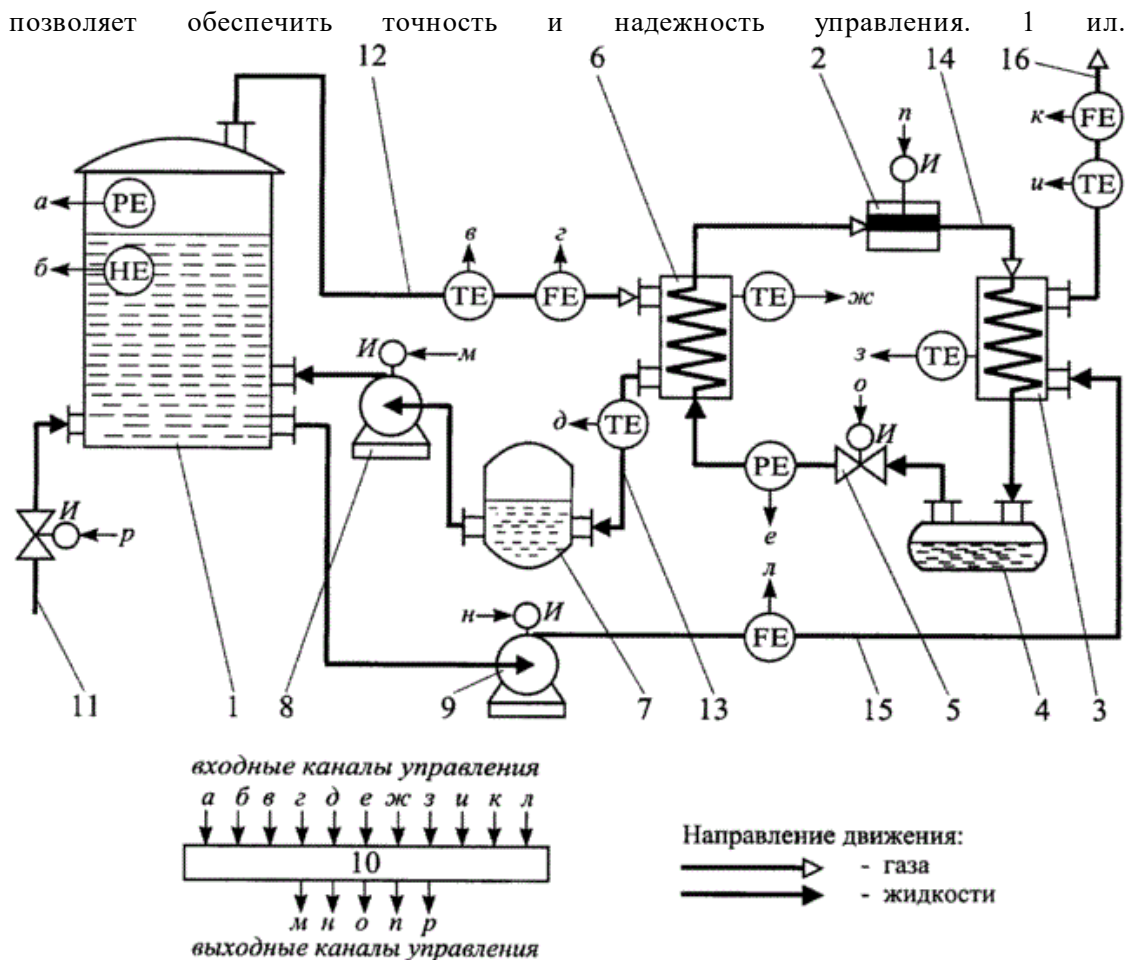 позволяет обеспечить точность и надежность управления. 1 ил.
12 6 2 14 16
п
к FE
И
и TE
а PE
б НЕ
в г
TE FE TE ж
И м
з TE
о
д TE И
PE
И р
е
л
н И
FE
11 1 8 9 7 13 15 5 4 3
входные каналы управления
а б в г д е ж з и к л
10
м н о п р
выходные каналы управления
Направление движения:
- газа
- жидкости